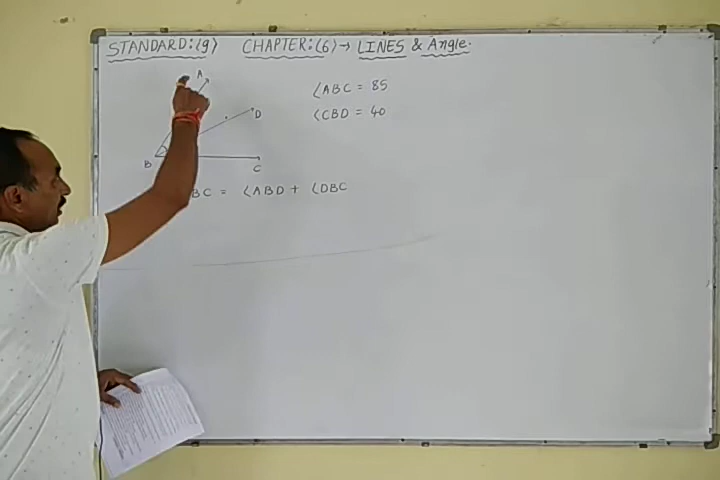 STANDARD:(9) CHAPTER:(6)→ LINES & Angle.
A
∠ABC = 85
D
∠CBD = 40
B
C
BC = ∠ABD + ∠DBC